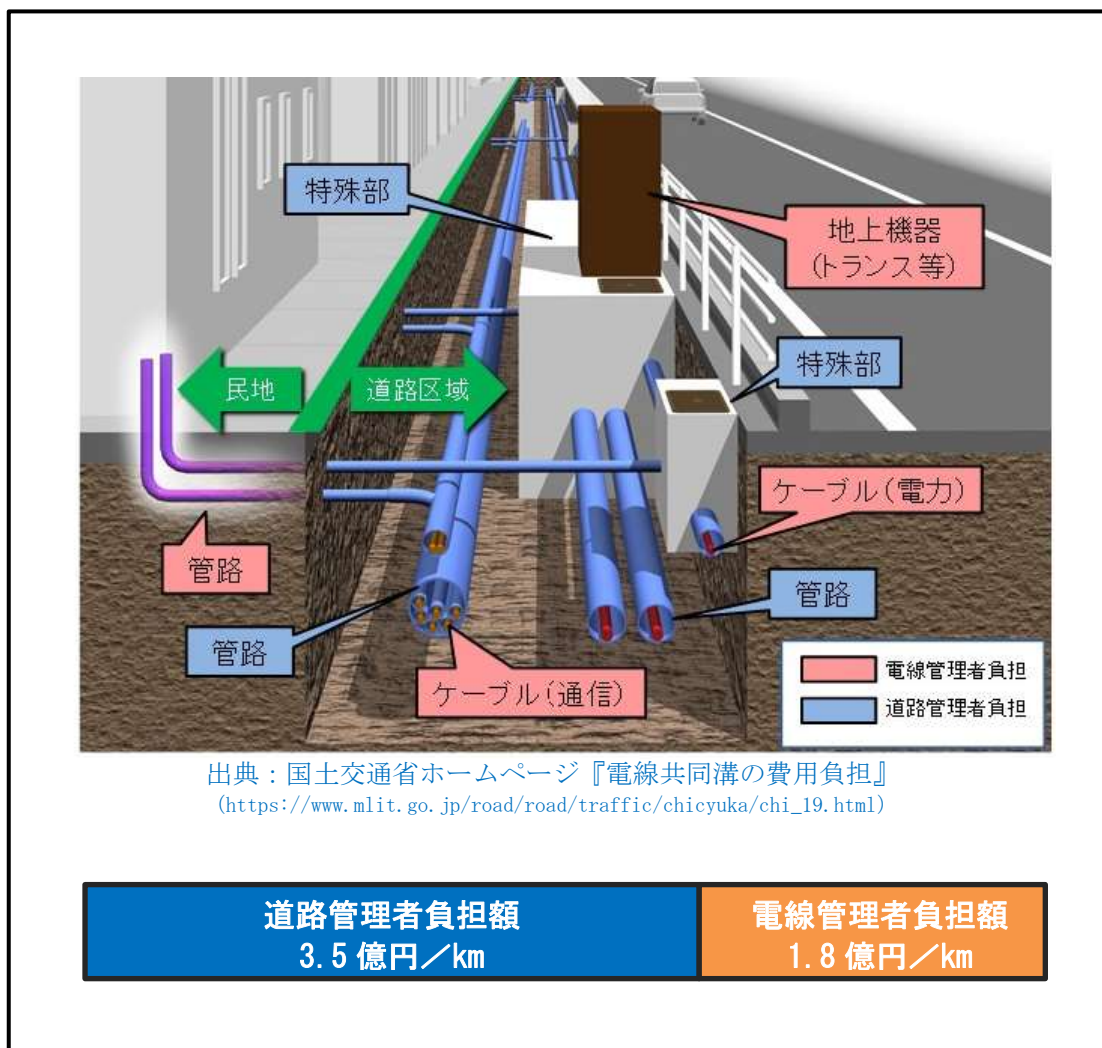 特殊部
地上機器
(トランス等)
特殊部
民地
道路区域
ケーブル(電力)
管路
管路
管路
ケーブル(通信)
電線管理者負担
道路管理者負担
出典：国土交通省ホームページ『電線共同溝の費用負担』
(https://www.mlit.go.jp/road/road/traffic/chicyuka/chi_19.html)
道路管理者負担額
3.5 億円／km
電線管理者負担額
1.8 億円／km